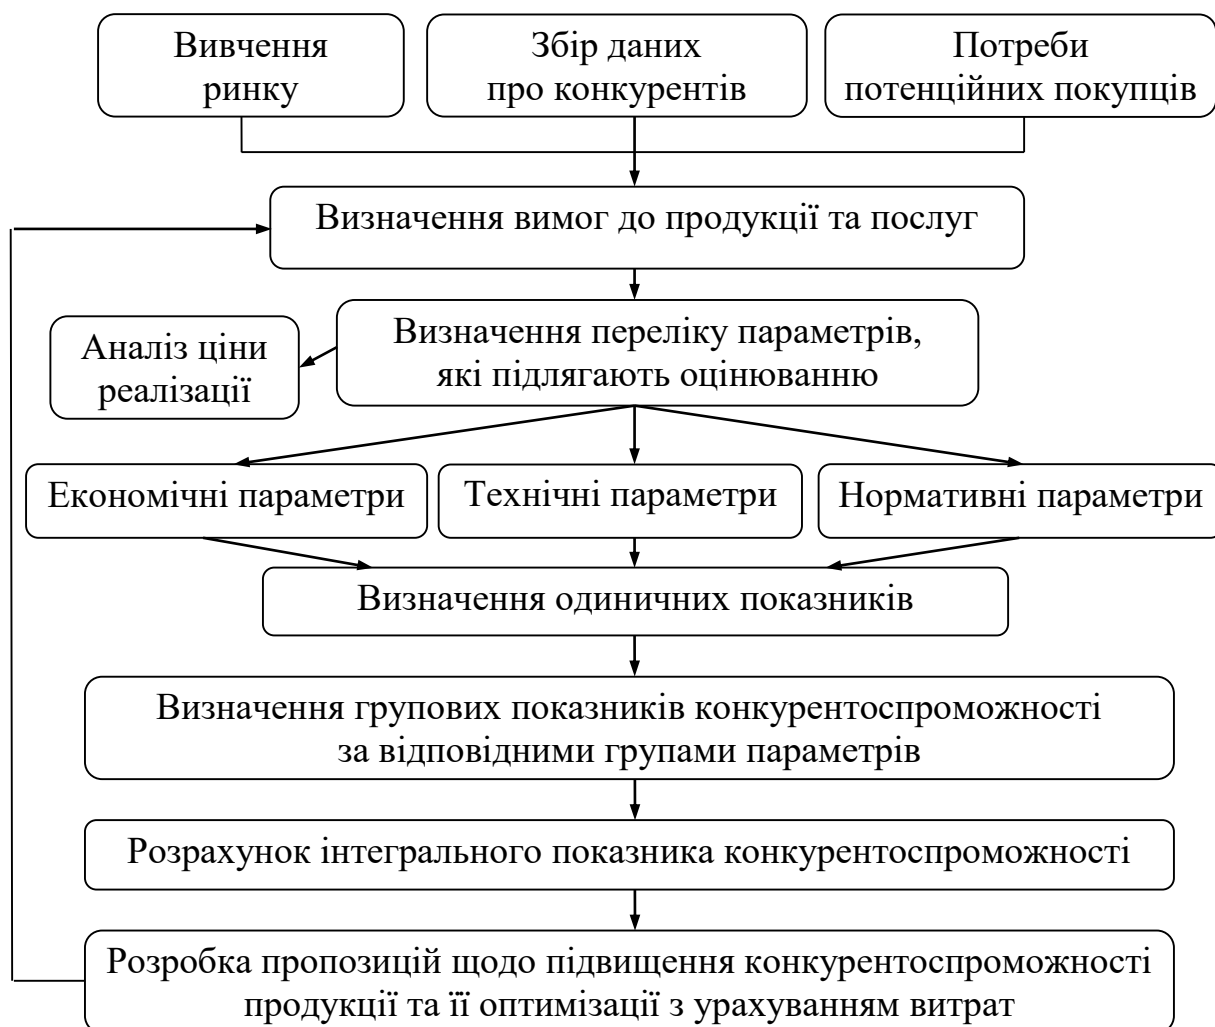 Вивчення
ринку
Збір даних
про конкурентів
Потреби
потенційних покупців
Визначення вимог до продукції та послуг
Аналіз ціни
реалізації
Визначення переліку параметрів,
які підлягають оцінюванню
Економічні параметри
Технічні параметри
Нормативні параметри
Визначення одиничних показників
Визначення групових показників конкурентоспроможності
за відповідними групами параметрів
Розрахунок інтегрального показника конкурентоспроможності
Розробка пропозицій щодо підвищення конкурентоспроможності
продукції та її оптимізації з урахуванням витрат